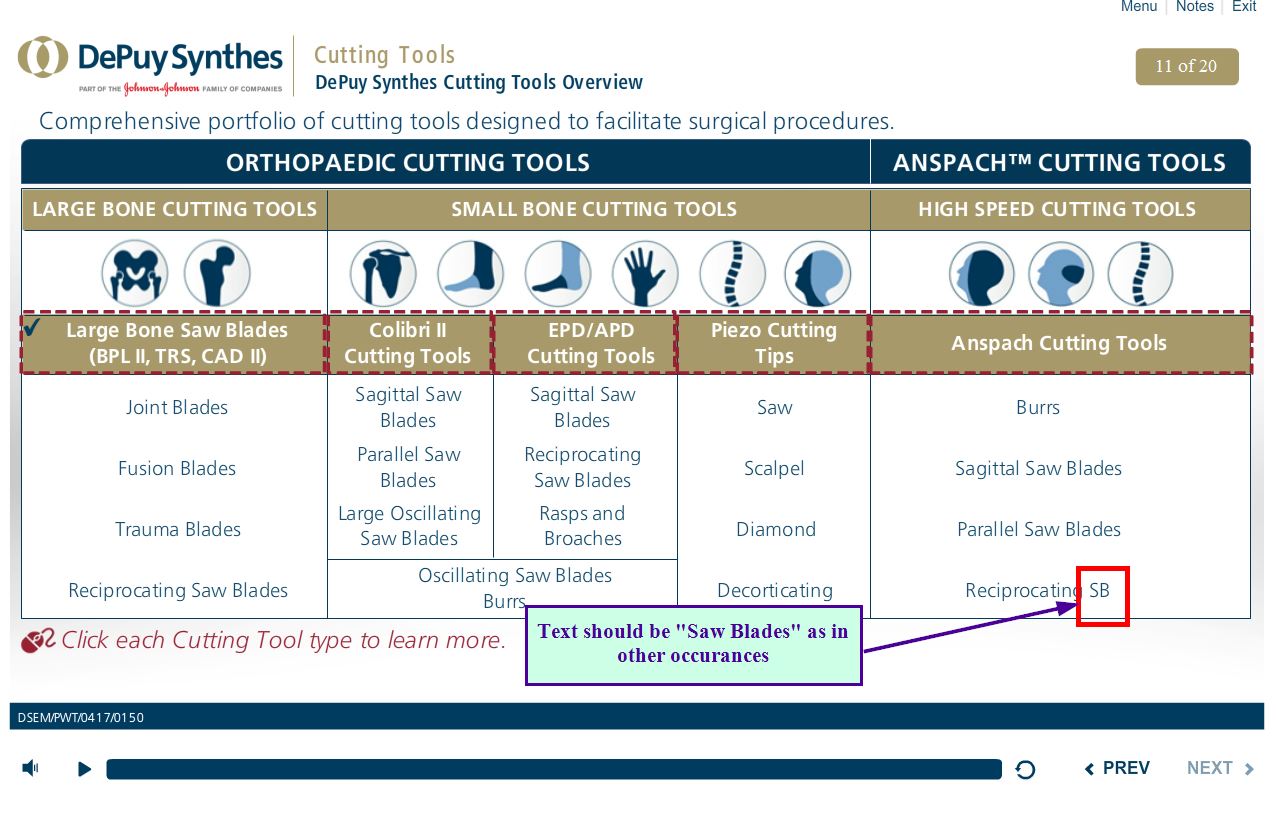 Menu | Notes | Exit
DePuy Synthes
PART OF THE Johnson & Johnson FAMILY OF COMPANIES
Cutting Tools
DePuy Synthes Cutting Tools Overview
11 of 20
Comprehensive portfolio of cutting tools designed to facilitate surgical procedures.
ORTHOPAEDIC CUTTING TOOLS
ANSPACH™ CUTTING TOOLS
LARGE BONE CUTTING TOOLS
SMALL BONE CUTTING TOOLS
HIGH SPEED CUTTING TOOLS
Large Bone Saw Blades
(BPL II, TRS, CAD II)
Colibri II
Cutting Tools
EPD/APD
Cutting Tools
Piezo Cutting
Tips
Anspach Cutting Tools
Joint Blades
Fusion Blades
Trauma Blades
Reciprocating Saw Blades
Sagittal Saw
Blades
Parallel Saw
Blades
Large Oscillating
Saw Blades
Sagittal Saw
Blades
Reciprocating
Saw Blades
Rasps and
Broaches
Oscillating Saw Blades
Burrs
Saw
Scalpel
Diamond
Decorticating
Burrs
Sagittal Saw Blades
Parallel Saw Blades
Reciprocating SB
Text should be "Saw Blades" as in
other occurances
Click each Cutting Tool type to learn more.
DSEM/PWT/0417/0150
PREV
NEXT